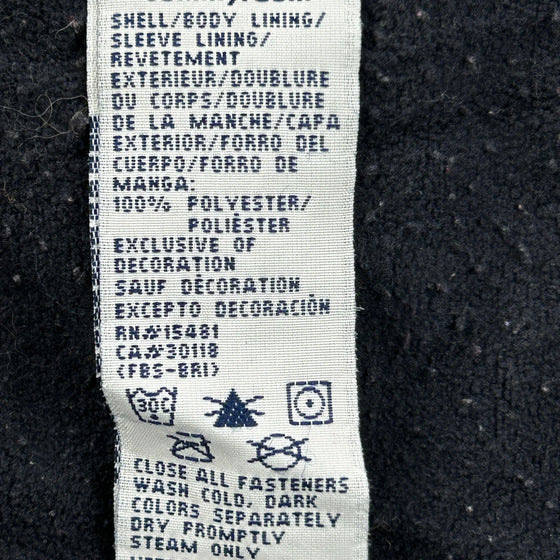 SHELL/BODY LINING/
SLEEVE LINING/
REVETEMENT
EXTERIEUR/DOUBLURE
DU CORPS/DOUBLURE
DE LA MANCHE/CAPA
EXTERIOR/FORRO DEL
CUERPO/FORRO DE
MANGA:
100% POLYESTER/
POLIÈSTER
EXCLUSIVE OF
DECORATION
SAUF DÉCORATION
EXCEPTO DECORACIÓN
RN#15481
CA#30118
(FBS-BRI)
30C
CLOSE ALL FASTENERS
WASH COLD, DARK
COLORS SEPARATELY
DRY PROMPTLY
STEAM ONLY